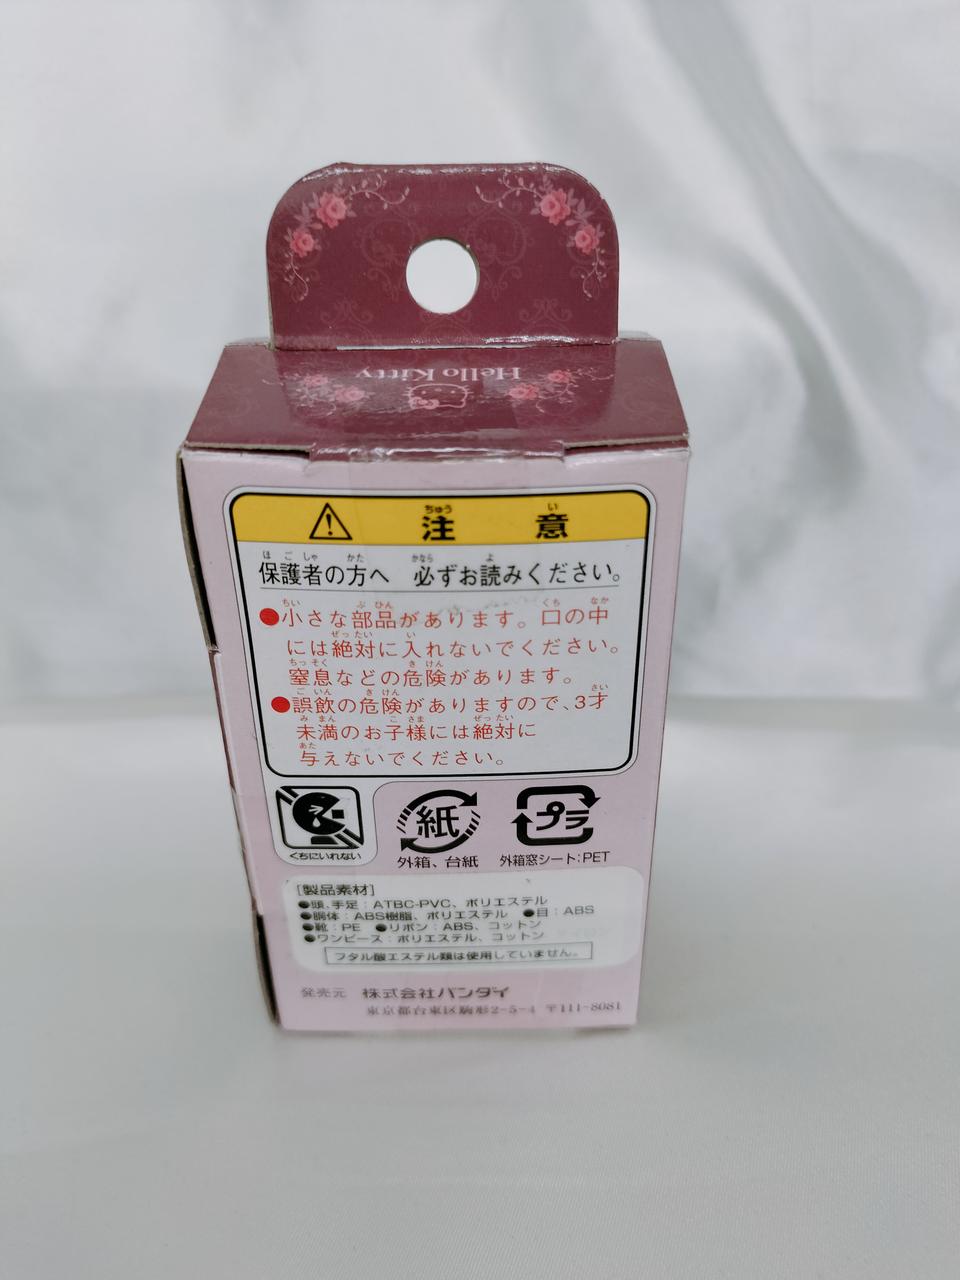 Hello Kitty
注意
保護者の方へ 必ずお読みください。
●小さな部品があります。口の中
には絶対に入れないでください。
窒息などの危険があります。
●誤飲の危険がありますので、3才
未満のお子様には絶対に
与えないでください。
くちにいれない
紙
外箱、台紙
プラ
外箱窓シート:PET
[製品素材]
●頭、手足:ATBC-PVC、ポリエステル
●胴体:ABS樹脂、ポリエステル ●目:ABS
●靴:PE ●リボン:ABS、コットン
●ワンピース:ポリエステル、コットン
フタル酸エステル類は使用していません。
発売元 株式会社バンダイ
東京都台東区駒形2-5-4 〒111-8081